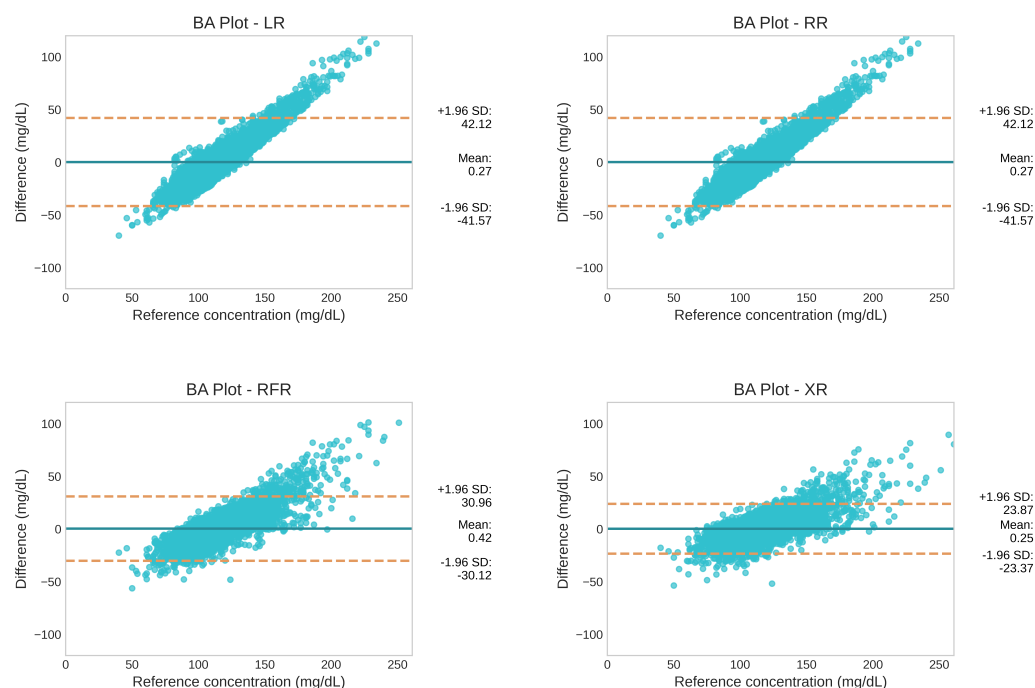 BA Plot - LR
Difference (mg/dL)
100
50
0
−50
−100
0 50 100 150 200 250
Reference concentration (mg/dL)
+1.96 SD:
42.12
Mean:
0.27
-1.96 SD:
-41.57
BA Plot - RR
Difference (mg/dL)
100
50
0
−50
−100
0 50 100 150 200 250
Reference concentration (mg/dL)
+1.96 SD:
42.12
Mean:
0.27
-1.96 SD:
-41.57
BA Plot - RFR
Difference (mg/dL)
100
50
0
−50
−100
0 50 100 150 200 250
Reference concentration (mg/dL)
+1.96 SD:
30.96
Mean:
0.42
-1.96 SD:
-30.12
BA Plot - XR
Difference (mg/dL)
100
50
0
−50
−100
0 50 100 150 200 250
Reference concentration (mg/dL)
+1.96 SD:
23.87
Mean:
0.25
-1.96 SD:
-23.37